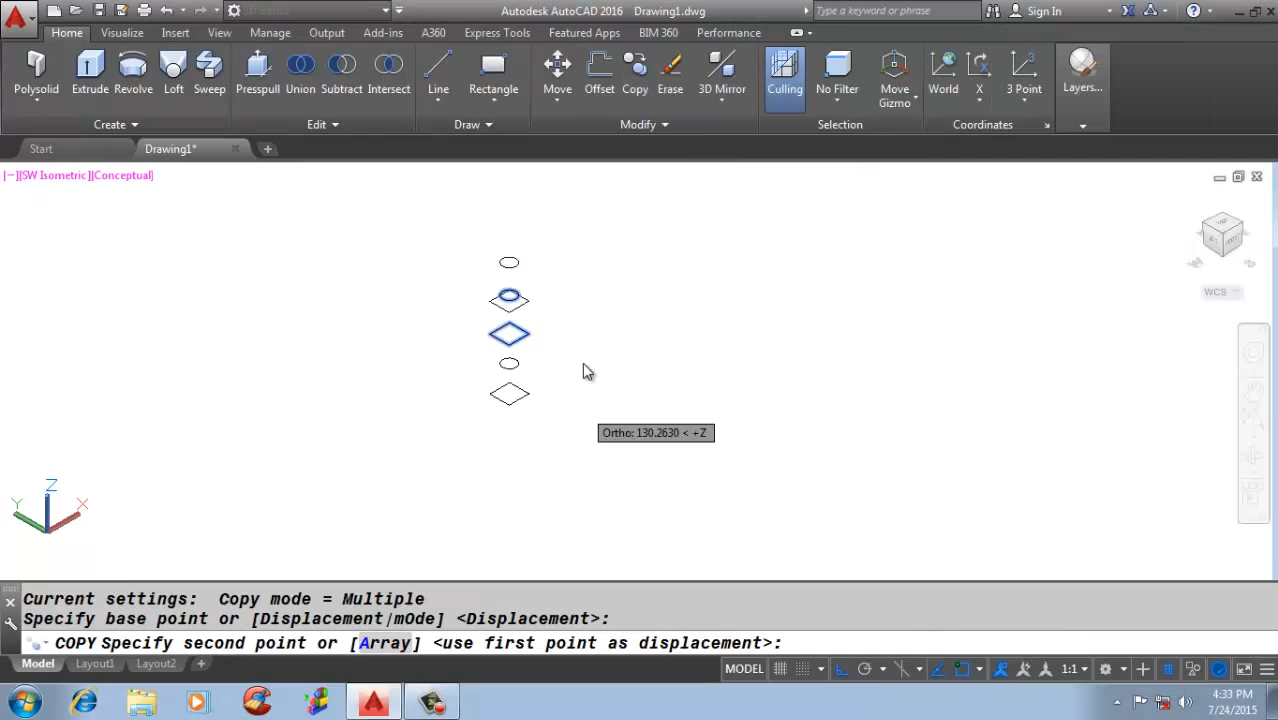 Autodesk AutoCAD 2016 Drawing1.dwg
Type a keyword or phrase
Sign In
Home Visualize Insert View Manage Output Add-ins A360 Express Tools Featured Apps BIM 360 Performance
Polysolid Extrude Revolve Loft Sweep Presspull Union Subtract Intersect Line Rectangle Move Offset Copy Erase 3D Mirror Culling No Filter Move Gizmo World X 3 Point Layers...
Create Edit Draw Modify Selection Coordinates
Start Drawing1*
[−][SW Isometric][Conceptual]
WCS
Ortho: 130.2630 < +Z
Z
Y X
Current settings: Copy mode = Multiple
Specify base point or [Displacement/mOde] <Displacement>:
COPY Specify second point or [Array] <use first point as displacement>:
Model Layout1 Layout2
MODEL 1:1
4:33 PM
7/24/2015